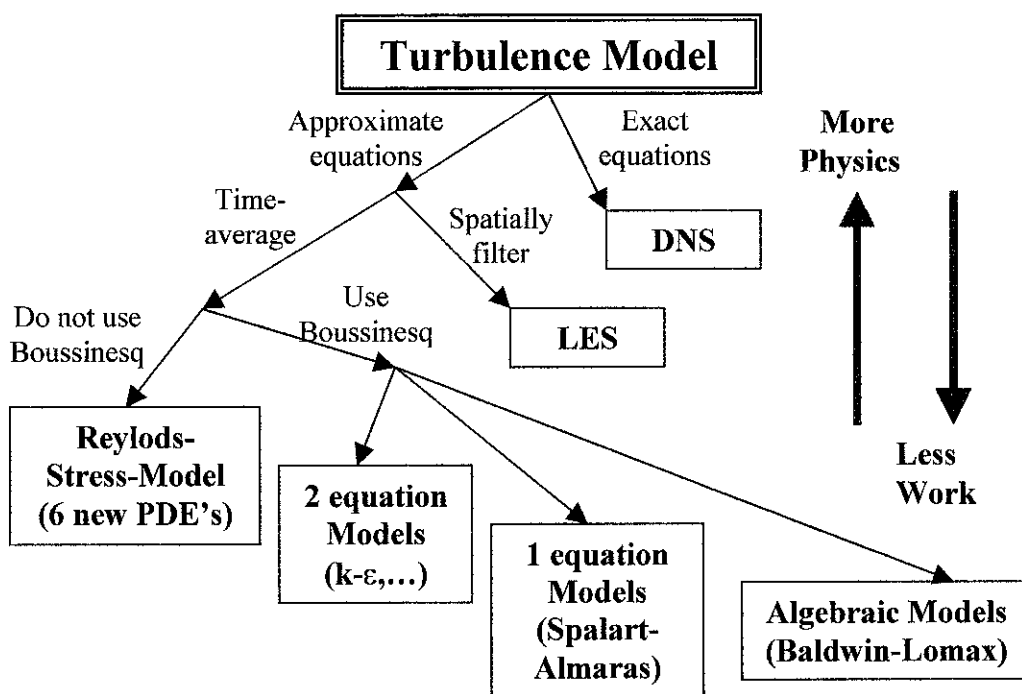 Turbulence Model
Approximate
equations
Exact
equations
More
Physics
Time-
average
Spatially
filter
DNS
Do not use
Boussinesq
Use
Boussinesq
LES
Reylods-
Stress-Model
(6 new PDE's)
2 equation
Models
(k-ε,...)
1 equation
Models
(Spalart-
Almaras)
Algebraic Models
(Baldwin-Lomax)
Less
Work